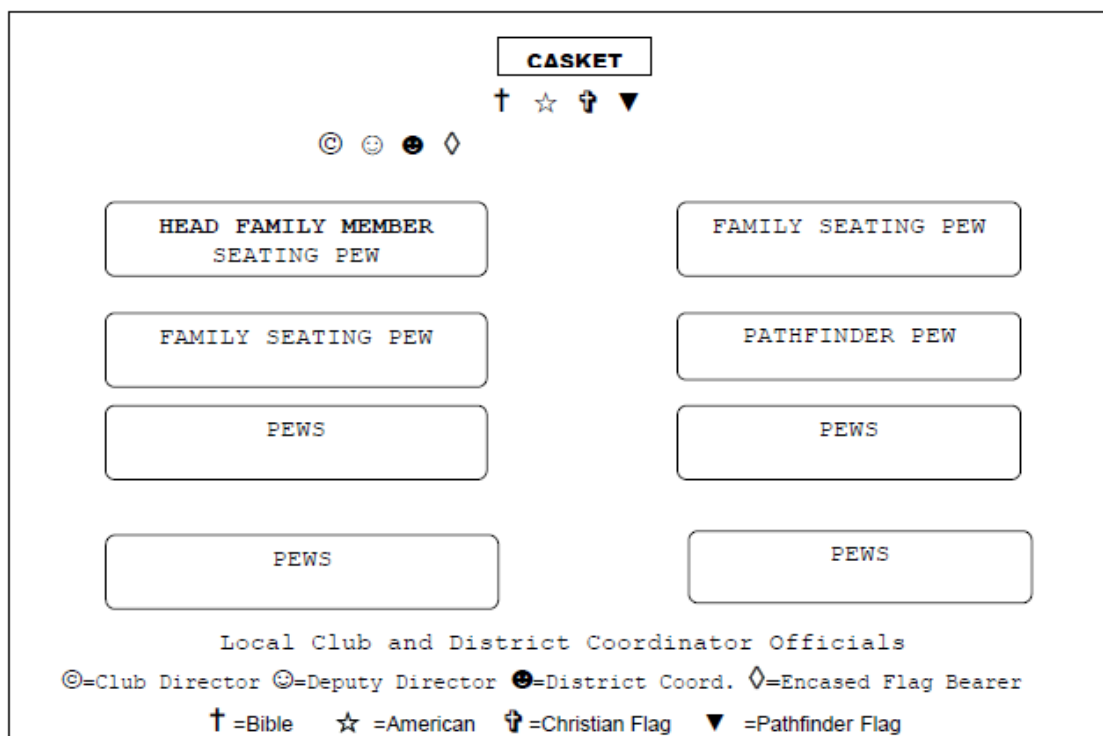 CASKET
† ☆ ✞ ▼
© ☺ ☻ ◊
HEAD FAMILY MEMBER
SEATING PEW
FAMILY SEATING PEW
FAMILY SEATING PEW
PATHFINDER PEW
PEWS
PEWS
PEWS
PEWS
Local Club and District Coordinator Officials
©=Club Director ☺=Deputy Director ☻=District Coord. ◊=Encased Flag Bearer
† =Bible ☆ =American ✞ =Christian Flag ▼ =Pathfinder Flag